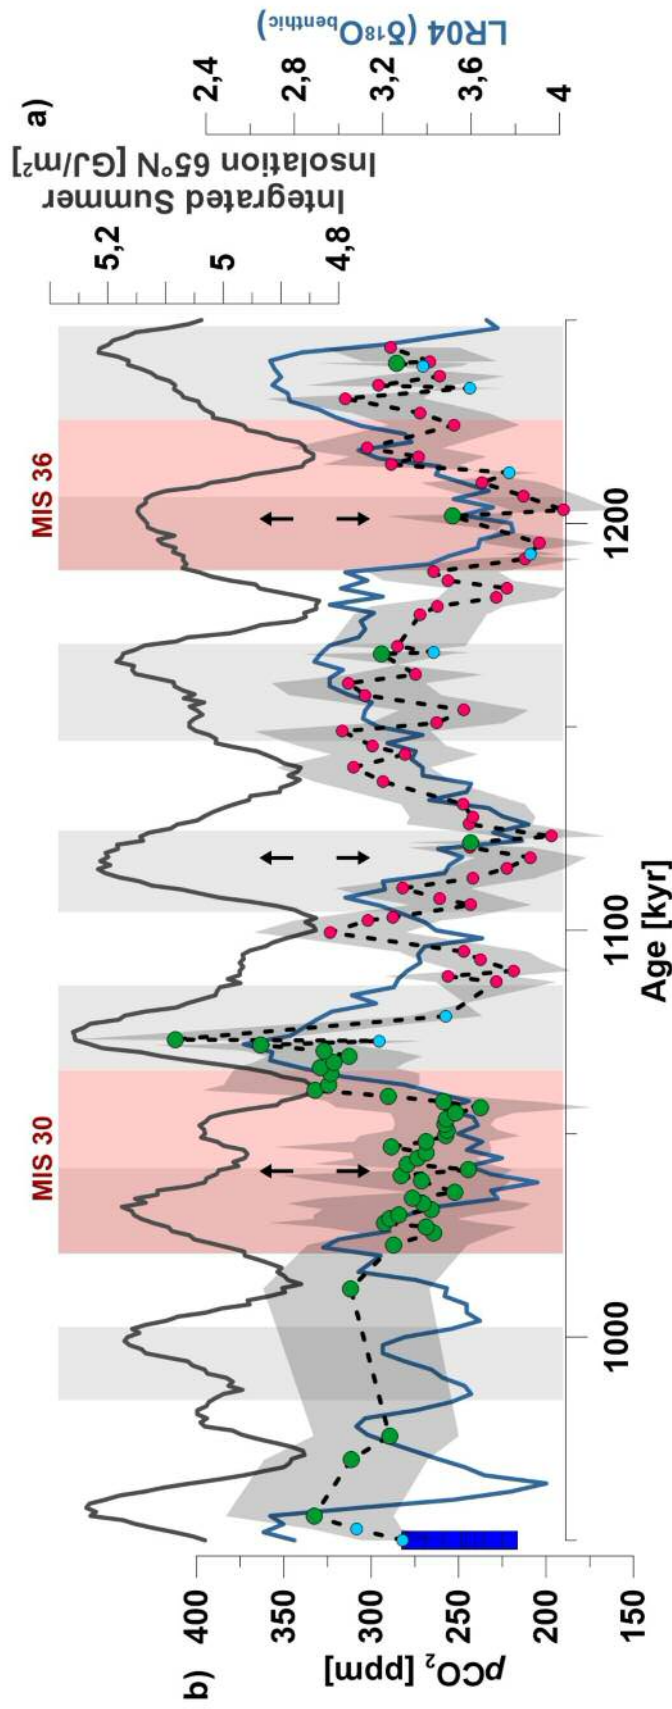 a)
LR04 (δ¹⁸Obenthic)
2,4
2,8
3,2
3,6
4
Integrated Summer
Insolation 65°N [GJ/m²]
5,2
5
4,8
MIS 36
MIS 30
1200
1100
1000
Age [kyr]
b)
pCO₂ [ppm]
400
350
300
250
200
150